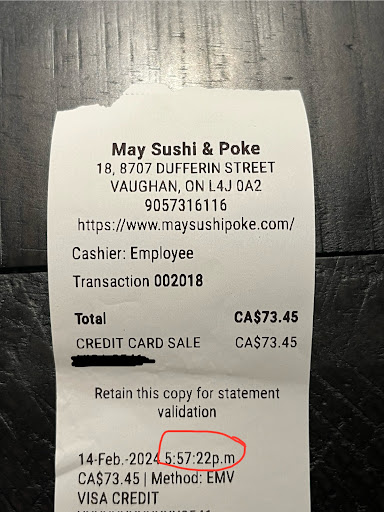 May Sushi & Poke
18, 8707 DUFFERIN STREET
VAUGHAN, ON L4J 0A2
9057316116
https://www.maysushipoke.com/
Cashier: Employee
Transaction 002018
Total CA$73.45
CREDIT CARD SALE CA$73.45
Retain this copy for statement
validation
14-Feb.-2024 5:57:22p.m
CA$73.45 | Method: EMV
VISA CREDIT